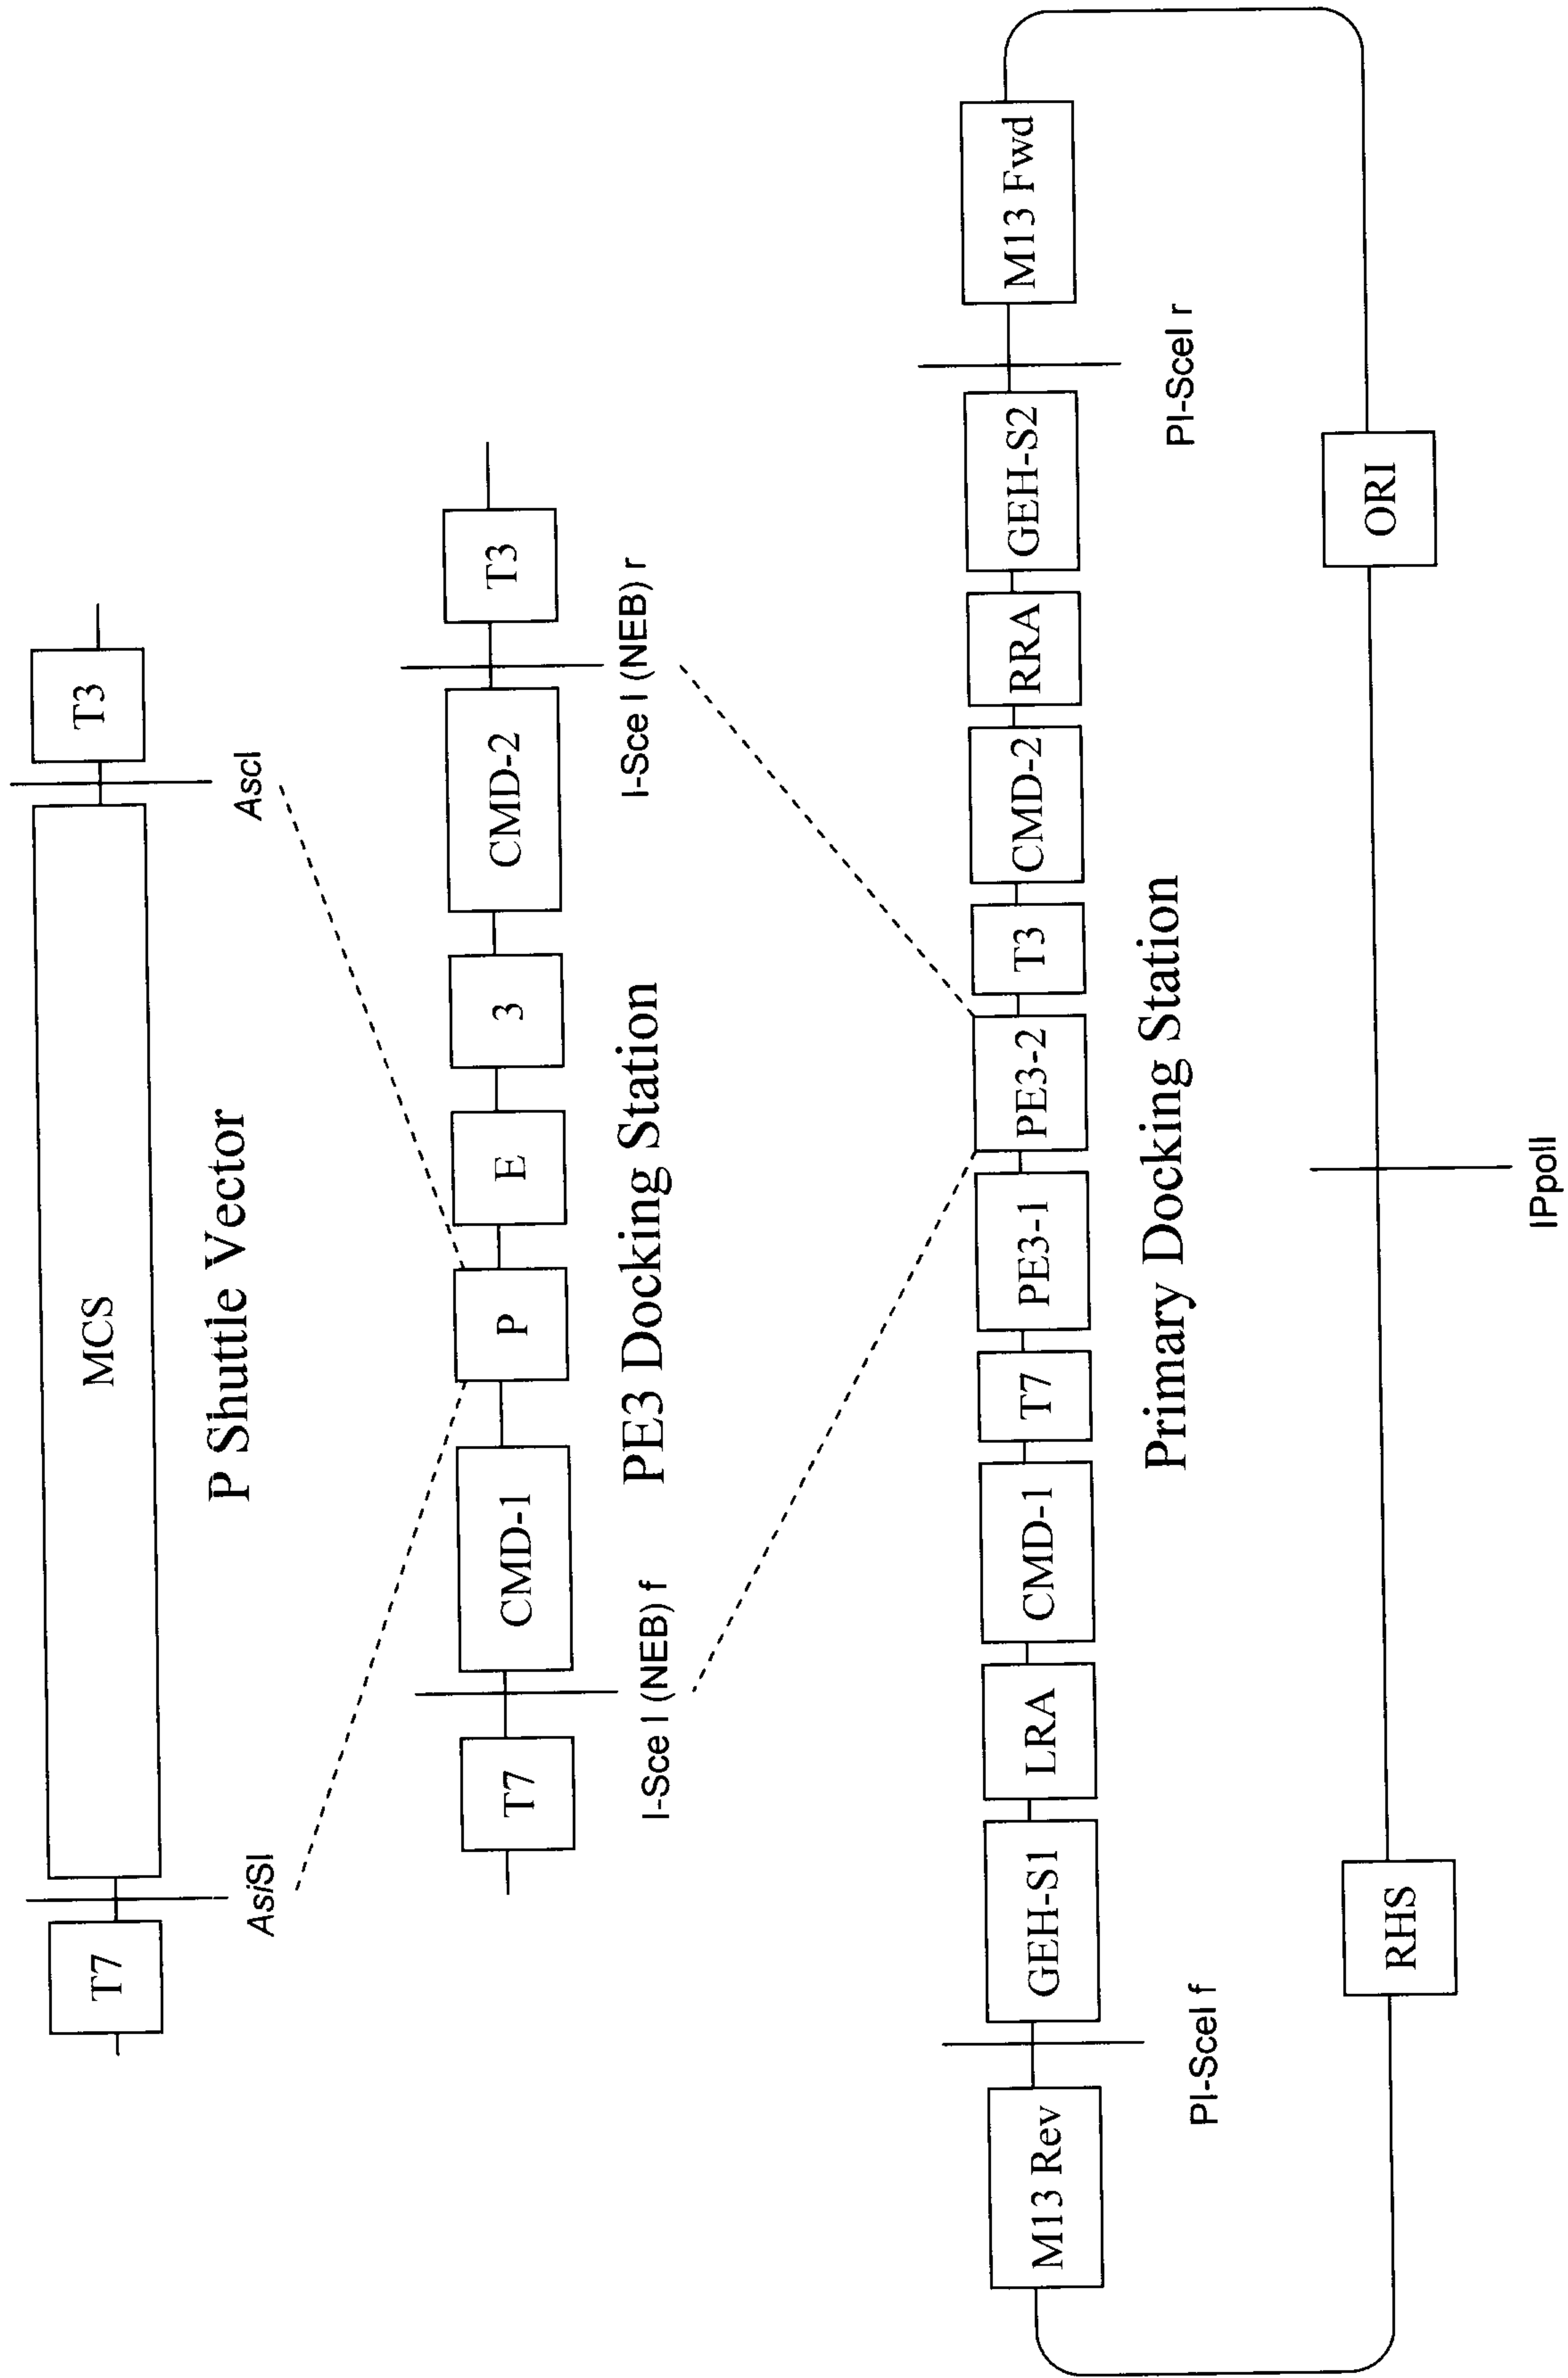 T7
MCS
T3
AsiSI
AscI
P Shuttle Vector
T7
CMD-1
P
E
3
CMD-2
T3
I-Sce I (NEB) f
I-Sce I (NEB) r
PE3 Docking Station
M13 Rev
GEH-S1
LRA
CMD-1
T7
PE3-1
PE3-2
T3
CMD-2
RRA
GEH-S2
M13 Fwd
PI-SceI f
PI-SceI r
Primary Docking Station
RHS
ORI
IPpoII